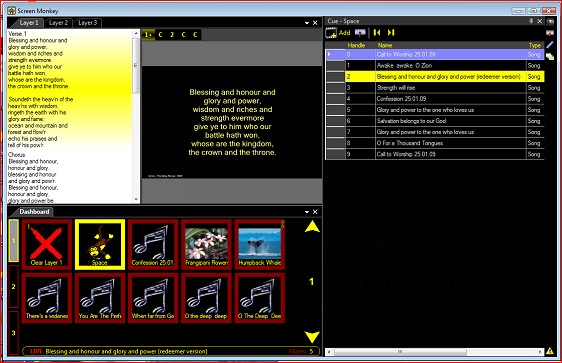 Screen Monkey
Layer 1 Layer 2 Layer 3
Verse 1
Blessing and honour and
glory and power,
wisdom and riches and
strength evermore
give ye to him who our
battle hath won,
whose are the kingdom,
the crown and the throne.
Soundeth the heav'n of the
heav'ns with wisdom,
ringeth the earth with his
glory and fame;
ocean and mountain and
forest and flow'r
echo his praises and
tell of his pow'r.
Chorus
Blessing and honour,
honour and glory,
Blessing and honour
and glory and pow'r.
Blessing and honour,
honour and glory,
glory and power be
1+ C 2 C C
Blessing and honour and
glory and power,
wisdom and riches and
strength evermore
give ye to him who our
battle hath won,
whose are the kingdom,
the crown and the throne.
Cue - Space
Add
Handle Name Type
0 Call to Worship 25.01.09 Song
1 Awake awake O Zion Song
2 Blessing and honour and glory and power (redeemer version) Song
3 Strength will rise Song
4 Confession 25.01.09 Song
5 Glory and power to the one who loves us Song
6 Salvation belongs to our God Song
7 Glory and power to the one who loves us Song
8 O For a Thousand Tongues Song
9 Call to Worship 25.01.09 Song
Dashboard
1
2
3
1
Clear Layer 1
Space
Confession 25.01.
Frangipani Flower
Humpback Whale
There's a widenes
You Are The Perfe
When far from Go
O the deep deep
O The Deep Dee
1
LIVE Blessing and honour and glory and power (redeemer version) 5